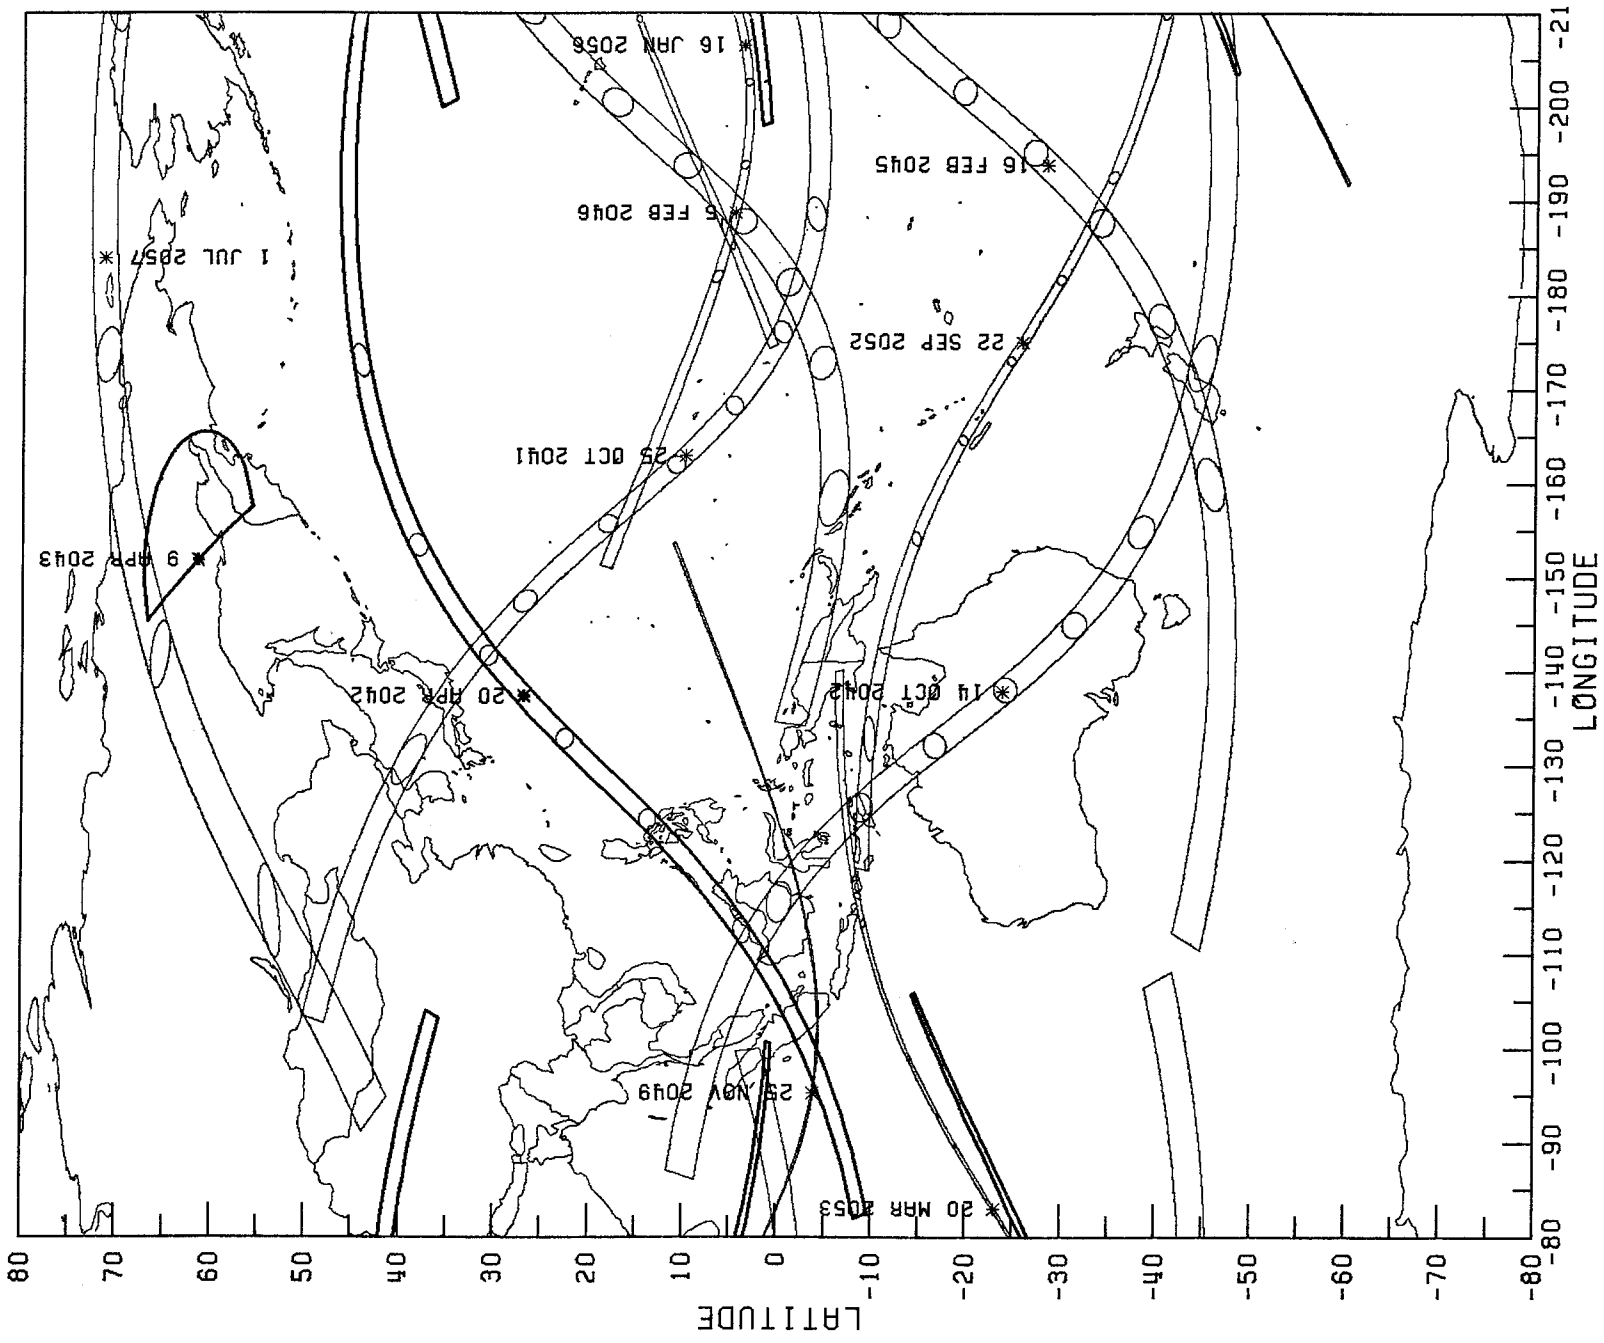 1 JUL 2057
9 APR 2043
16 JAN 2056
5 FEB 2046
25 OCT 2041
20 APR 2042
16 FEB 2045
22 SEP 2052
14 OCT 2042
25 NOV 2049
20 MAR 2053
LATITUDE
80 70 60 50 40 30 20 10 0 -10 -20 -30 -40 -50 -60 -70 -80
LONGITUDE
-80 -90 -100 -110 -120 -130 -140 -150 -160 -170 -180 -190 -200 -21